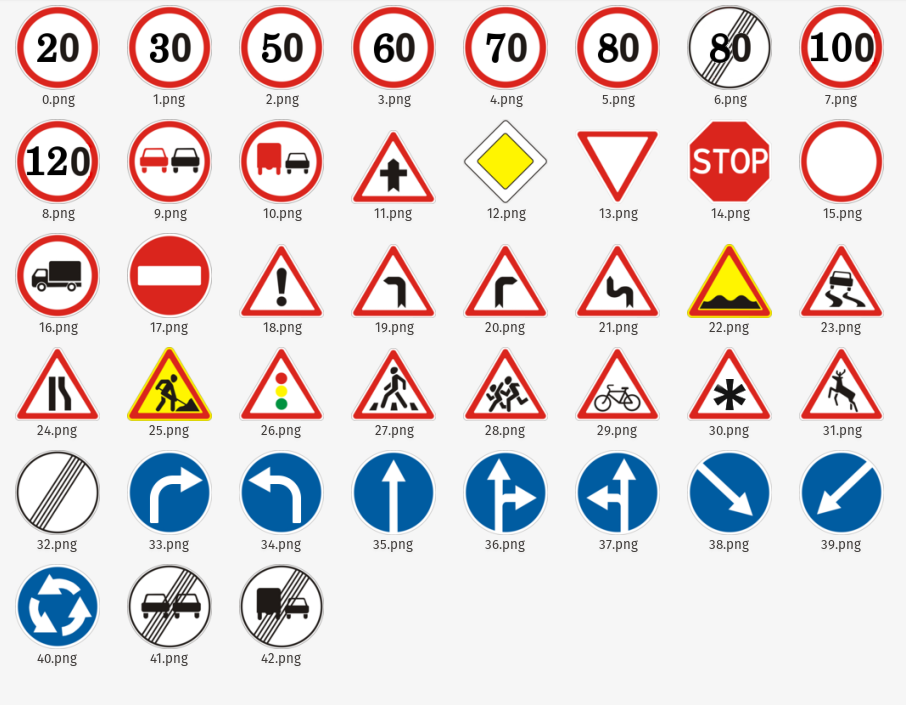 20 30 50 60 70 80 80 100
0.png 1.png 2.png 3.png 4.png 5.png 6.png 7.png
120 STOP
8.png 9.png 10.png 11.png 12.png 13.png 14.png 15.png
16.png 17.png 18.png 19.png 20.png 21.png 22.png 23.png
24.png 25.png 26.png 27.png 28.png 29.png 30.png 31.png
32.png 33.png 34.png 35.png 36.png 37.png 38.png 39.png
40.png 41.png 42.png